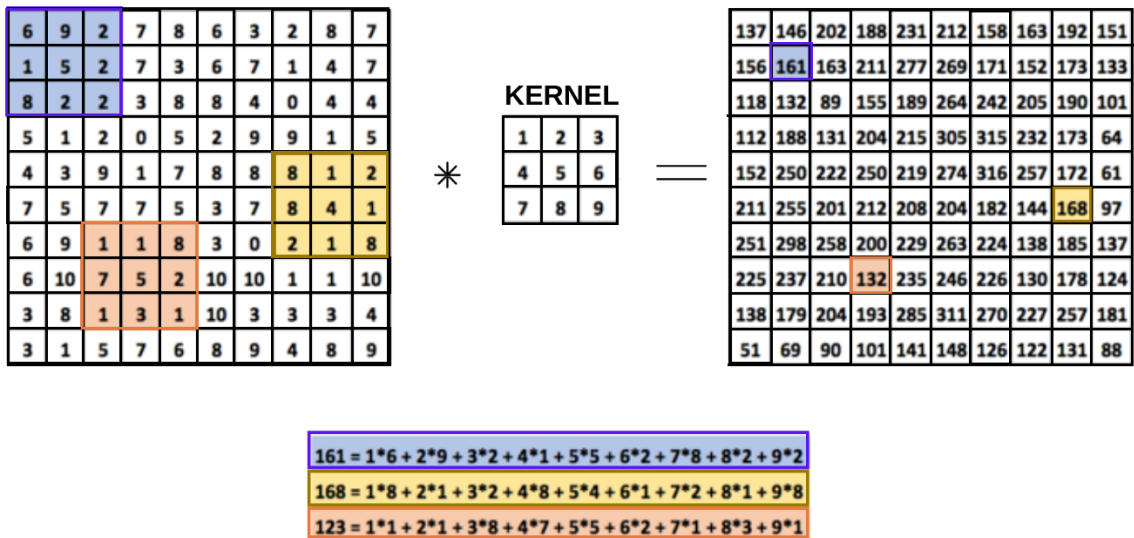 6 9 2 7 8 6 3 2 8 7
1 5 2 7 3 6 7 1 4 7
8 2 2 3 8 8 4 0 4 4
5 1 2 0 5 2 9 9 1 5
4 3 9 1 7 8 8 8 1 2
7 5 7 7 5 3 7 8 4 1
6 9 1 1 8 3 0 2 1 8
6 10 7 5 2 10 10 1 1 10
3 8 1 3 1 10 3 3 3 4
3 1 5 7 6 8 9 4 8 9
*
KERNEL
1 2 3
4 5 6
7 8 9
=
137 146 202 188 231 212 158 163 192 151
156 161 163 211 277 269 171 152 173 133
118 132 89 155 189 264 242 205 190 101
112 188 131 204 215 305 315 232 173 64
152 250 222 250 219 274 316 257 172 61
211 255 201 212 208 204 182 144 168 97
251 298 258 200 229 263 224 138 185 137
225 237 210 132 235 246 226 130 178 124
138 179 204 193 285 311 270 227 257 181
51 69 90 101 141 148 126 122 131 88
161 = 1*6 + 2*9 + 3*2 + 4*1 + 5*5 + 6*2 + 7*8 + 8*2 + 9*2
168 = 1*8 + 2*1 + 3*2 + 4*8 + 5*4 + 6*1 + 7*2 + 8*1 + 9*8
123 = 1*1 + 2*1 + 3*8 + 4*7 + 5*5 + 6*2 + 7*1 + 8*3 + 9*1